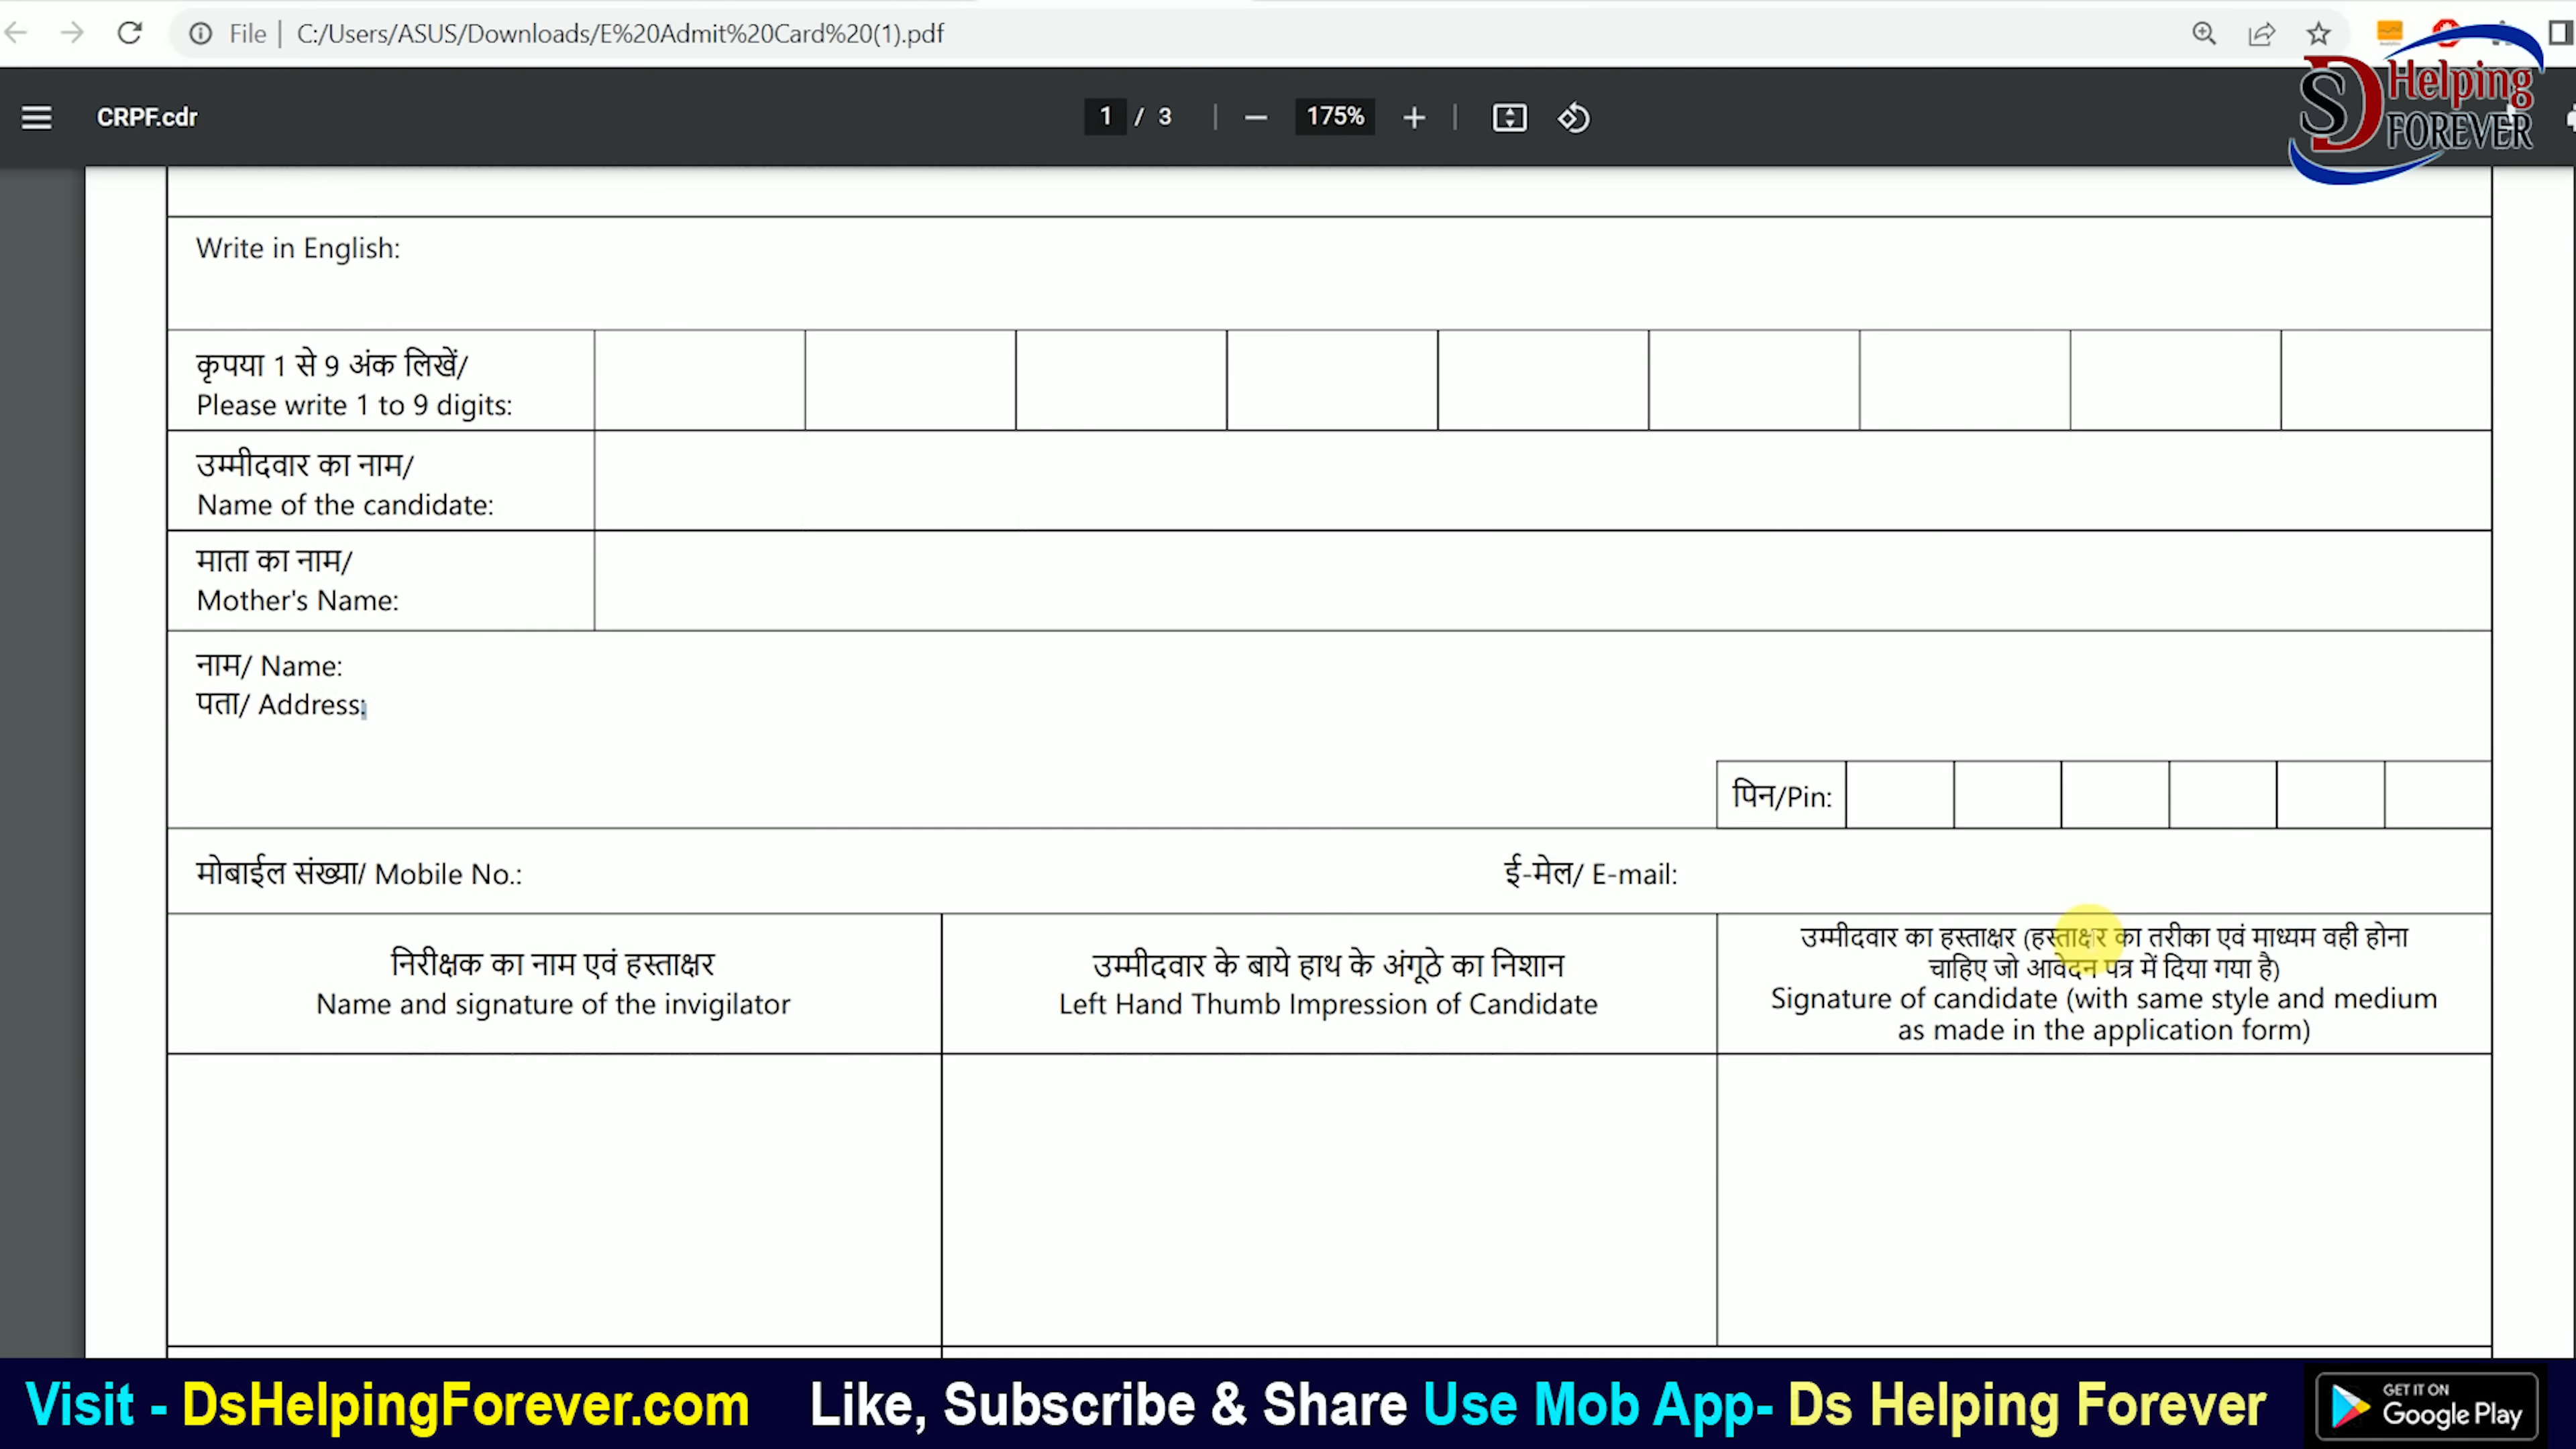 File | C:/Users/ASUS/Downloads/E%20Admit%20Card%20(1).pdf
CRPF.cdr
1 / 3
175%
SD Helping FOREVER
Write in English:
कृपया 1 से 9 अंक लिखें/
Please write 1 to 9 digits:
उम्मीदवार का नाम/
Name of the candidate:
माता का नाम/
Mother's Name:
नाम/ Name:
पता/ Address:
पिन/Pin:
मोबाईल संख्या/ Mobile No.:
ई-मेल/ E-mail:
निरीक्षक का नाम एवं हस्ताक्षर
Name and signature of the invigilator
उम्मीदवार के बाये हाथ के अंगूठे का निशान
Left Hand Thumb Impression of Candidate
उम्मीदवार का हस्ताक्षर (हस्ताक्षर का तरीका एवं माध्यम वही होना
चाहिए जो आवेदन पत्र में दिया गया है)
Signature of candidate (with same style and medium
as made in the application form)
Visit - DsHelpingForever.com
Like, Subscribe & Share Use Mob App- Ds Helping Forever
GET IT ON
Google Play